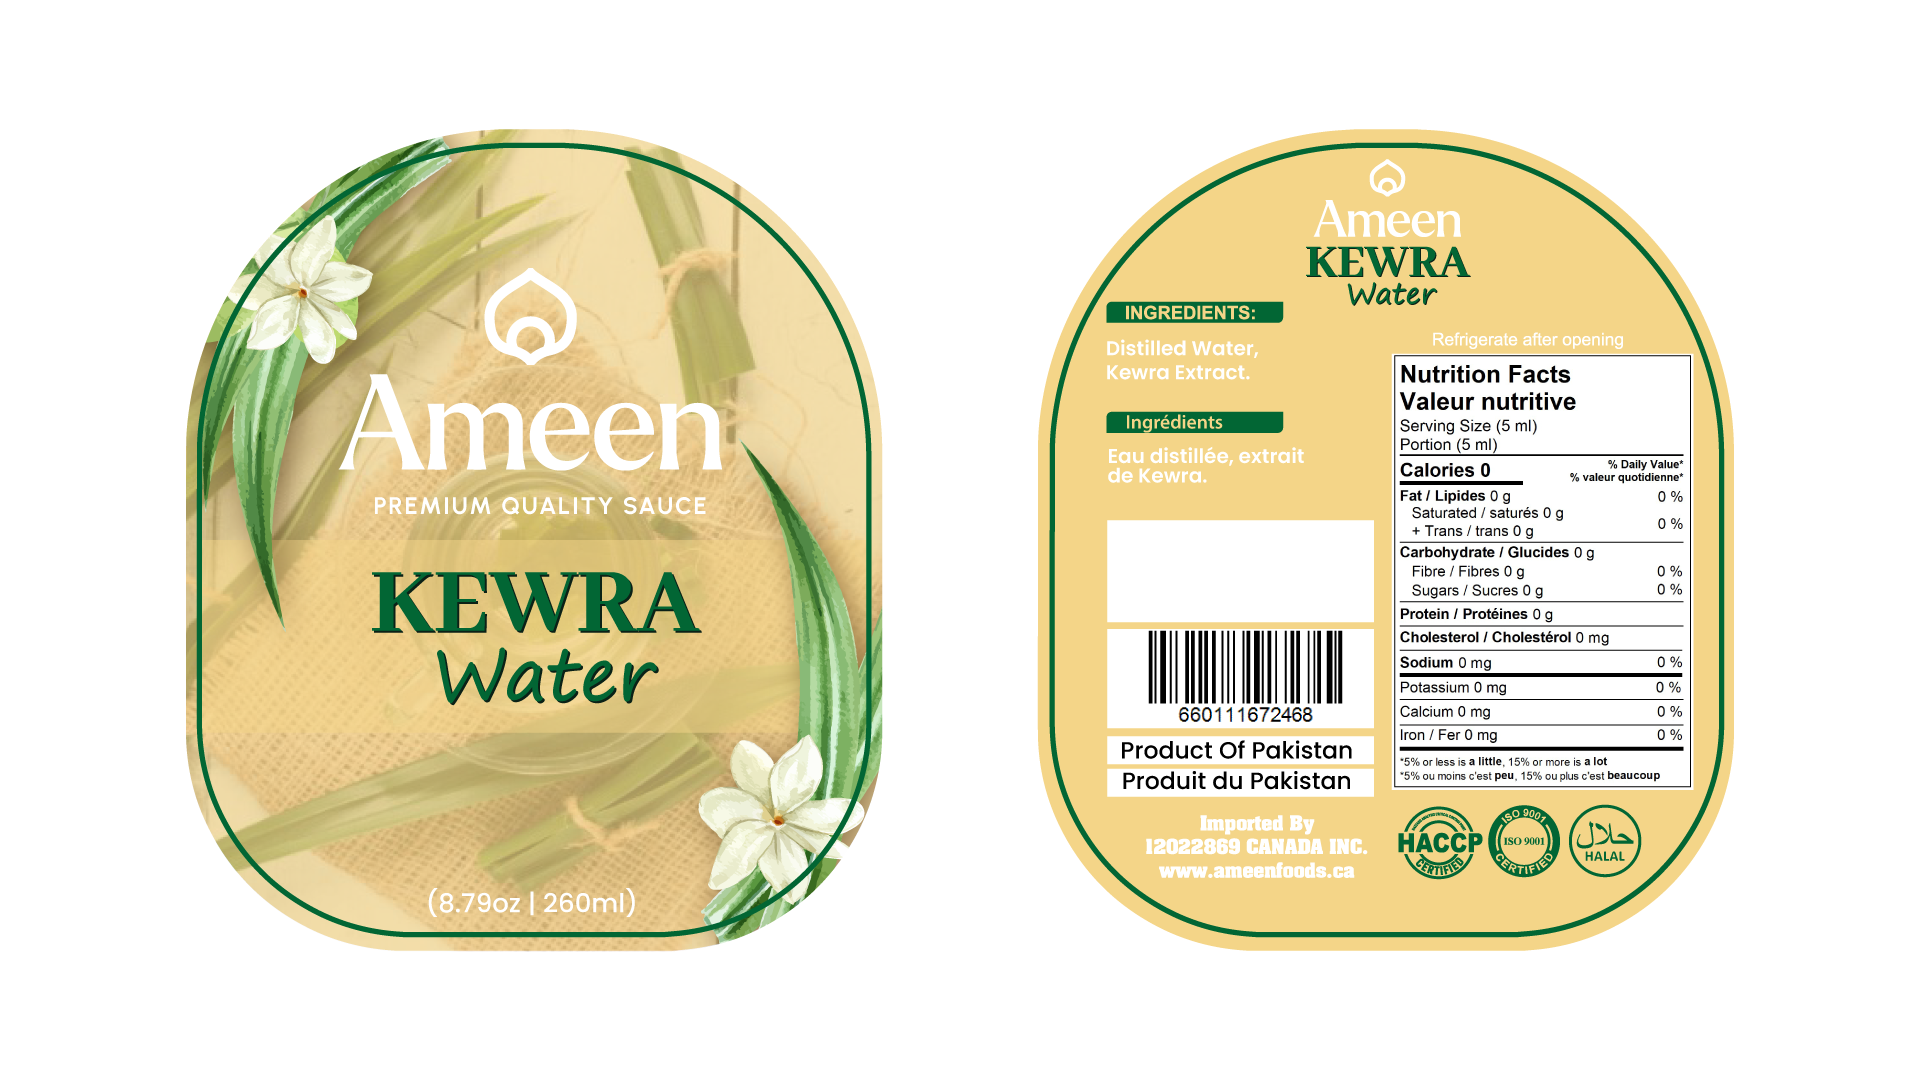 Ameen
PREMIUM QUALITY SAUCE
KEWRA
Water
(8.79oz | 260ml)
Ameen
KEWRA
Water
INGREDIENTS:
Distilled Water,
Kewra Extract.
Ingrédients
Eau distillée, extrait
de Kewra.
660111672468
Product Of Pakistan
Produit du Pakistan
Imported By
12022869 CANADA INC.
www.ameenfoods.ca
Refrigerate after opening
Nutrition Facts
Valeur nutritive
Serving Size (5 ml)
Portion (5 ml)
Calories 0
% Daily Value*
% valeur quotidienne*
Fat / Lipides 0 g 0 %
Saturated / saturés 0 g
+ Trans / trans 0 g 0 %
Carbohydrate / Glucides 0 g
Fibre / Fibres 0 g 0 %
Sugars / Sucres 0 g 0 %
Protein / Protéines 0 g
Cholesterol / Cholestérol 0 mg
Sodium 0 mg 0 %
Potassium 0 mg 0 %
Calcium 0 mg 0 %
Iron / Fer 0 mg 0 %
*5% or less is a little, 15% or more is a lot
*5% ou moins c'est peu, 15% ou plus c'est beaucoup
HACCP
CERTIFIED
ISO 9001
ISO 9001
CERTIFIED
حلال
HALAL